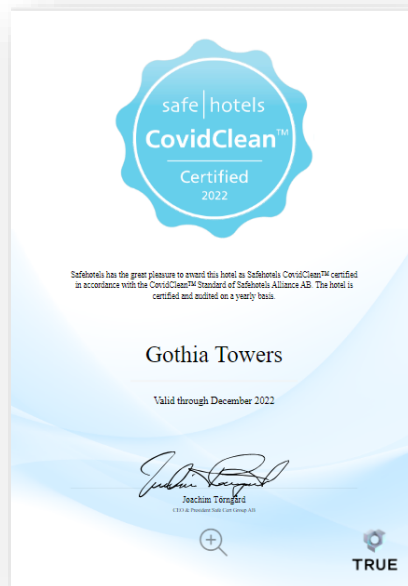 safe|hotels
CovidClean™
Certified
2022
Safehotels has the great pleasure to award this hotel as Safehotels CovidClean™ certified
in accordance with the CovidClean™ Standard of Safehotels Alliance AB. The hotel is
certified and audited on a yearly basis.
Gothia Towers
Valid through December 2022
Joachim Törngård
CEO & President Safe Cert Group AB
TRUE